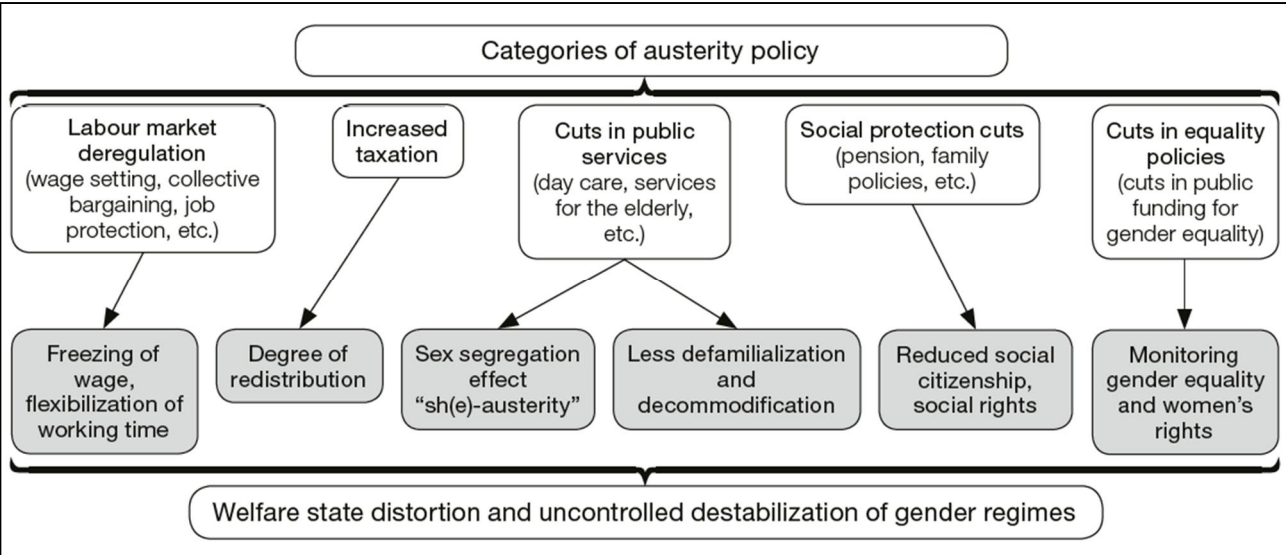 Categories of austerity policy
Labour market
deregulation
(wage setting, collective
bargaining, job
protection, etc.)
Increased
taxation
Cuts in public
services
(day care, services
for the elderly,
etc.)
Social protection cuts
(pension, family
policies, etc.)
Cuts in equality
policies
(cuts in public
funding for
gender equality)
Freezing of
wage,
flexibilization of
working time
Degree of
redistribution
Sex segregation
effect
“sh(e)-austerity”
Less defamilialization
and
decommodification
Reduced social
citizenship,
social rights
Monitoring
gender equality
and women’s
rights
Welfare state distortion and uncontrolled destabilization of gender regimes